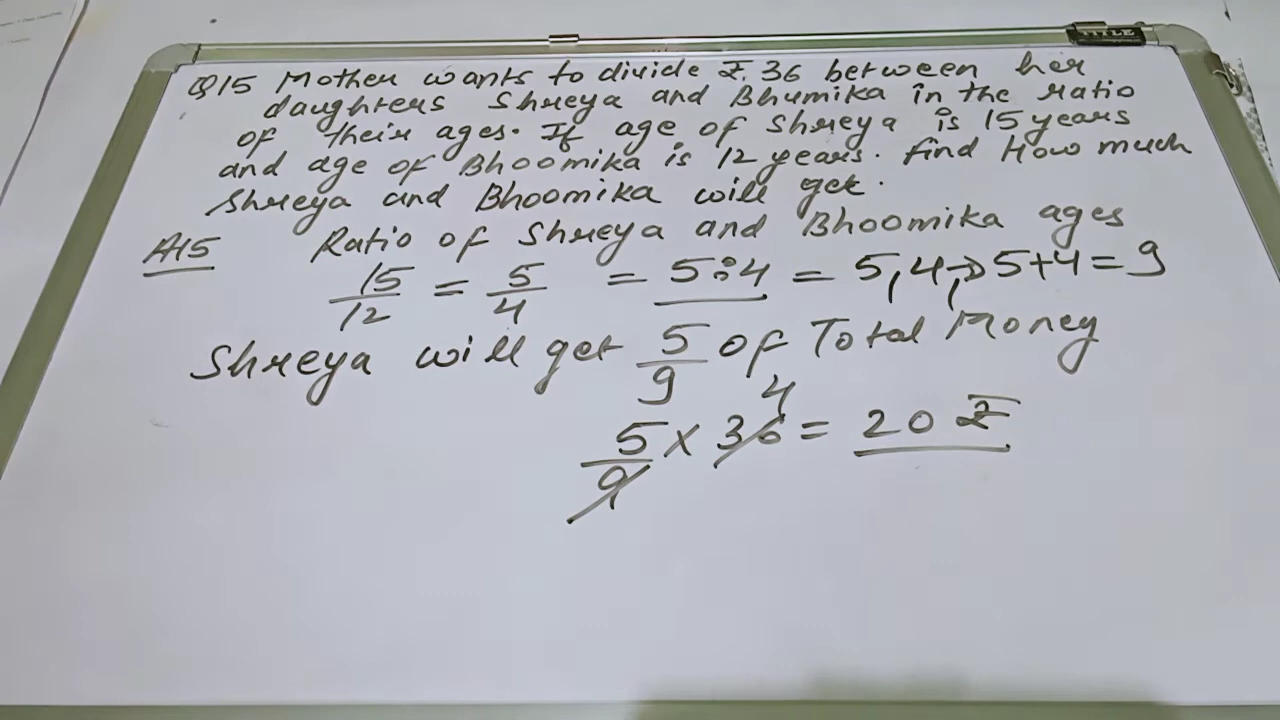 TITLE
Q15 Mother wants to divide ₹. 36 between her
daughters Shreya and Bhumika in the ratio
of their ages. If age of Shreya is 15 years
and age of Bhoomika is 12 years. Find How much
Shreya and Bhoomika will get.
A15 Ratio of Shreya and Bhoomika ages
15/12 = 5/4 = 5:4 = 5,4,→ 5+4=9
Shreya will get 5/9 of Total Money
4
5/9 x 36 = 20 ₹